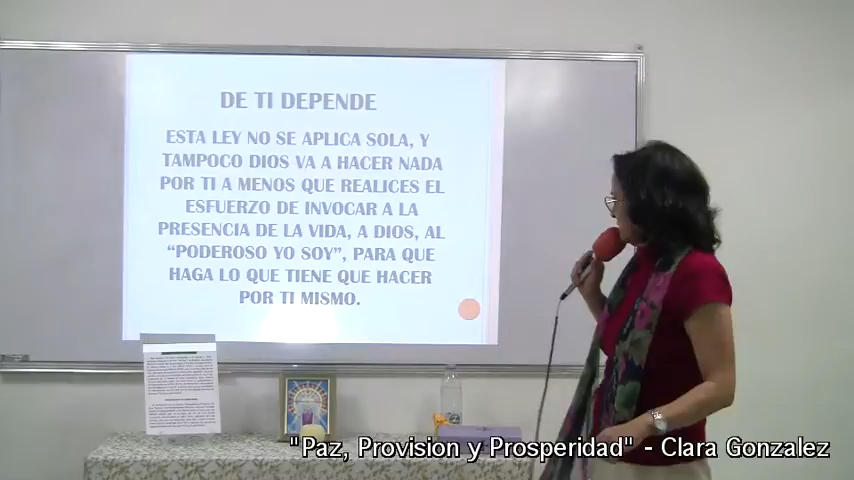 DE TI DEPENDE
ESTA LEY NO SE APLICA SOLA, Y
TAMPOCO DIOS VA A HACER NADA
POR TI A MENOS QUE REALICES EL
ESFUERZO DE INVOCAR A LA
PRESENCIA DE LA VIDA, A DIOS, AL
“PODEROSO YO SOY”, PARA QUE
HAGA LO QUE TIENE QUE HACER
POR TI MISMO.
"Paz, Provision y Prosperidad" - Clara Gonzalez